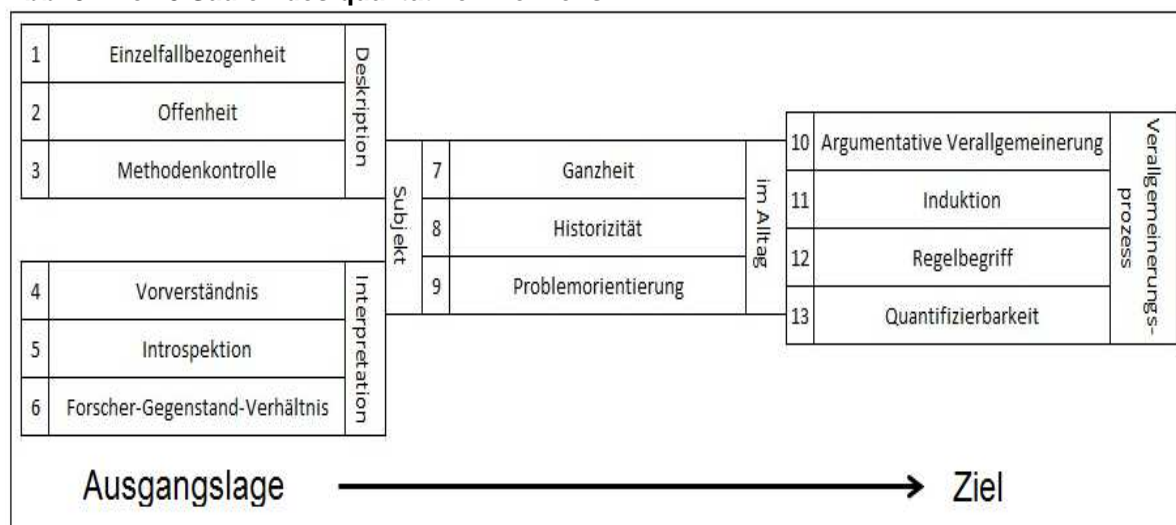 1 Einzelfallbezogenheit
2 Offenheit
3 Methodenkontrolle
Deskription
4 Vorverständnis
5 Introspektion
6 Forscher-Gegenstand-Verhältnis
Interpretation
Subjekt
7 Ganzheit
8 Historizität
9 Problemorientierung
im Alltag
10 Argumentative Verallgemeinerung
11 Induktion
12 Regelbegriff
13 Quantifizierbarkeit
Verallgemeinerungs-
prozess
Ausgangslage
Ziel